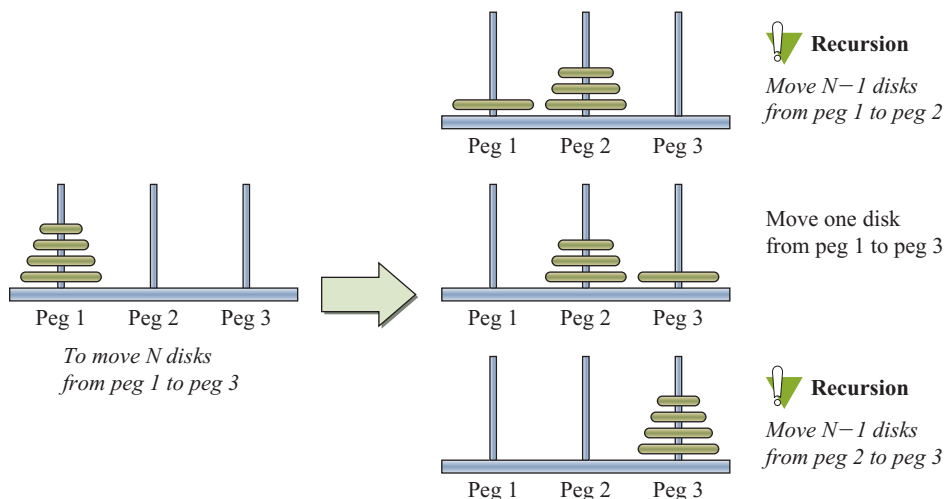 Recursion
Move N−1 disks
from peg 1 to peg 2
Peg 1 Peg 2 Peg 3
Move one disk
from peg 1 to peg 3
Peg 1 Peg 2 Peg 3
To move N disks
from peg 1 to peg 3
Peg 1 Peg 2 Peg 3
Recursion
Move N−1 disks
from peg 2 to peg 3
Peg 1 Peg 2 Peg 3